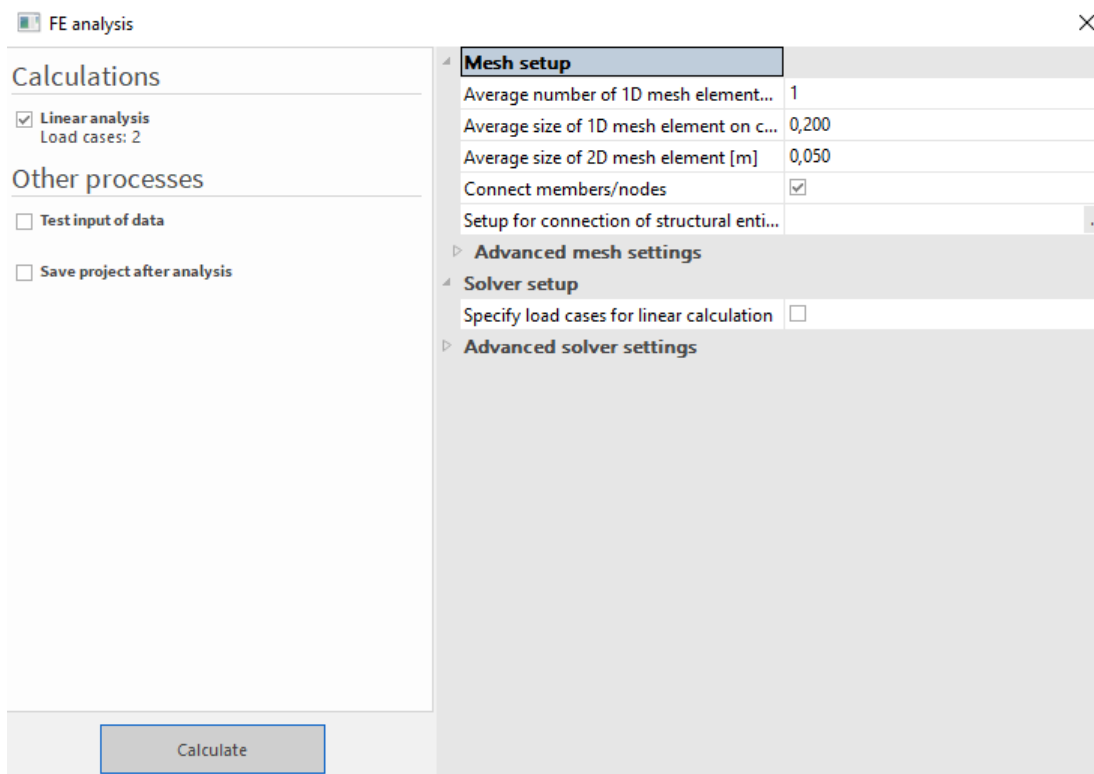 FE analysis
Calculations
Linear analysis
Load cases: 2
Other processes
Test input of data
Save project after analysis
Calculate
Mesh setup
Average number of 1D mesh element... 1
Average size of 1D mesh element on c... 0,200
Average size of 2D mesh element [m] 0,050
Connect members/nodes
Setup for connection of structural enti...
Advanced mesh settings
Solver setup
Specify load cases for linear calculation
Advanced solver settings